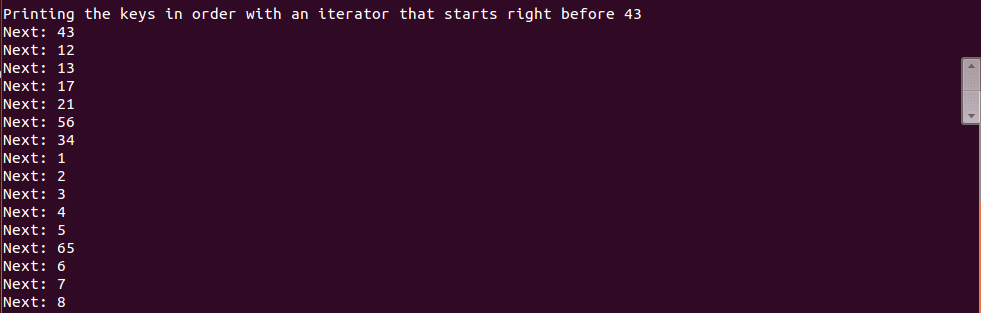 Printing the keys in order with an iterator that starts right before 43
Next: 43
Next: 12
Next: 13
Next: 17
Next: 21
Next: 56
Next: 34
Next: 1
Next: 2
Next: 3
Next: 4
Next: 5
Next: 65
Next: 6
Next: 7
Next: 8